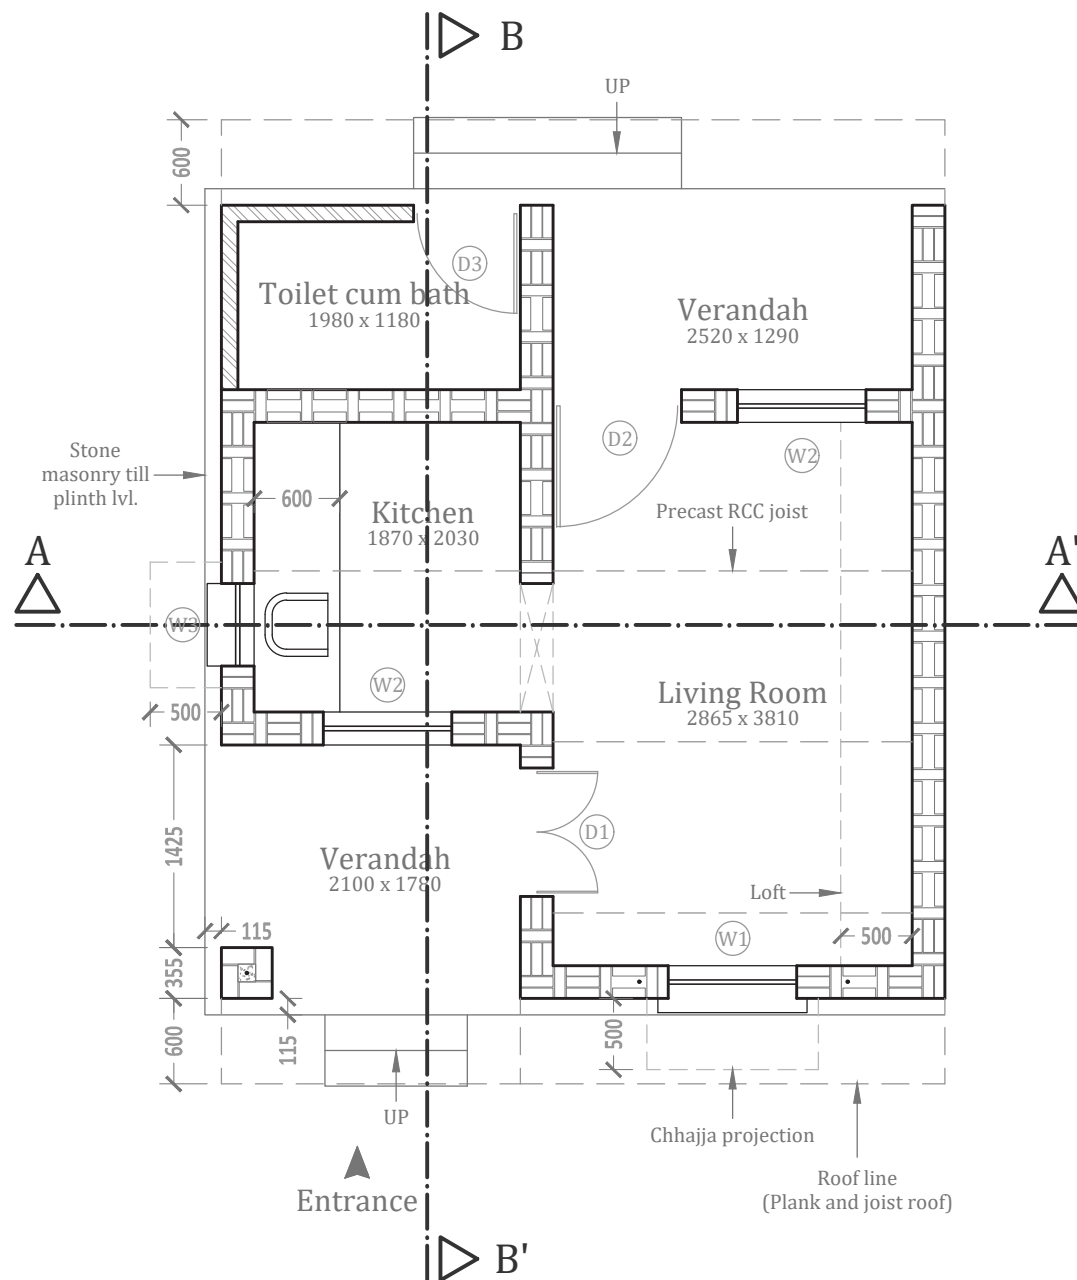 B
UP
600
D3
Toilet cum bath
1980 x 1180
Verandah
2520 x 1290
D2
W2
Stone
masonry till
plinth lvl.
600
Kitchen
1870 x 2030
Precast RCC joist
A
A'
W3
W2
Living Room
2865 x 3810
500
1425
D1
Verandah
2100 x 1780
Loft
115
W1
500
355
600
115
500
UP
Chhajja projection
Entrance
Roof line
(Plank and joist roof)
B'